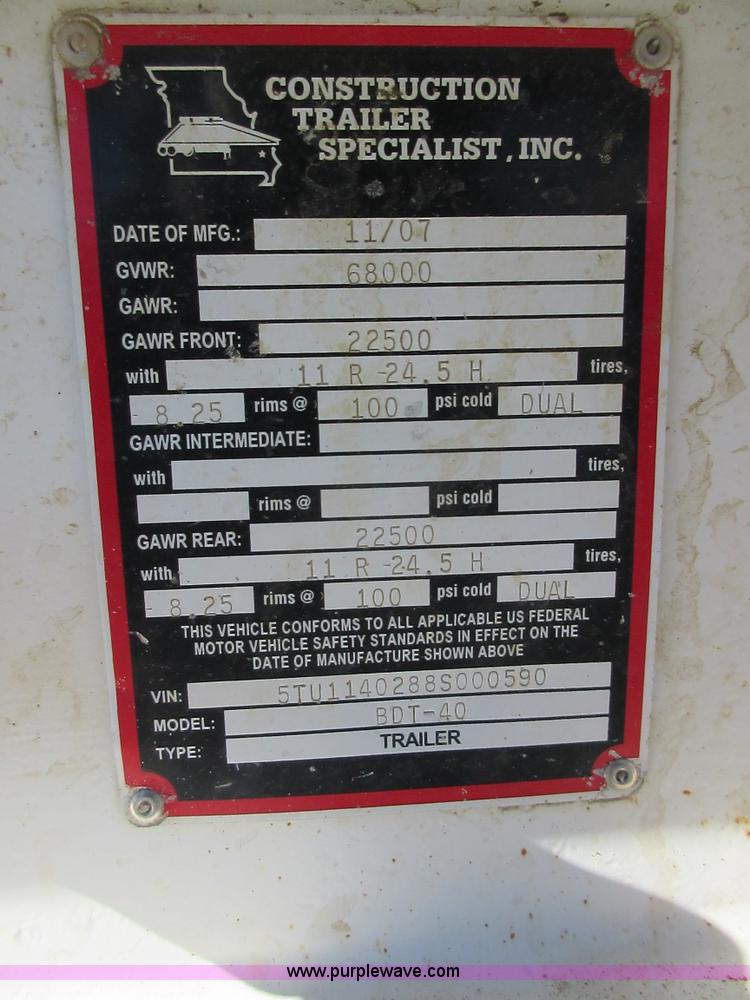 CONSTRUCTION
TRAILER
SPECIALIST, INC.
DATE OF MFG.: 11/07
GVWR: 68000
GAWR:
GAWR FRONT: 22500
with 11 R -24.5 H tires,
- 8.25 rims @ 100 psi cold DUAL
GAWR INTERMEDIATE:
with tires,
rims @ psi cold
GAWR REAR: 22500
with 11 R -24.5 H tires,
- 8.25 rims @ 100 psi cold DUAL
THIS VEHICLE CONFORMS TO ALL APPLICABLE US FEDERAL
MOTOR VEHICLE SAFETY STANDARDS IN EFFECT ON THE
DATE OF MANUFACTURE SHOWN ABOVE
VIN: 5TU1140288S000590
MODEL: BDT-40
TYPE: TRAILER
www.purplewave.com